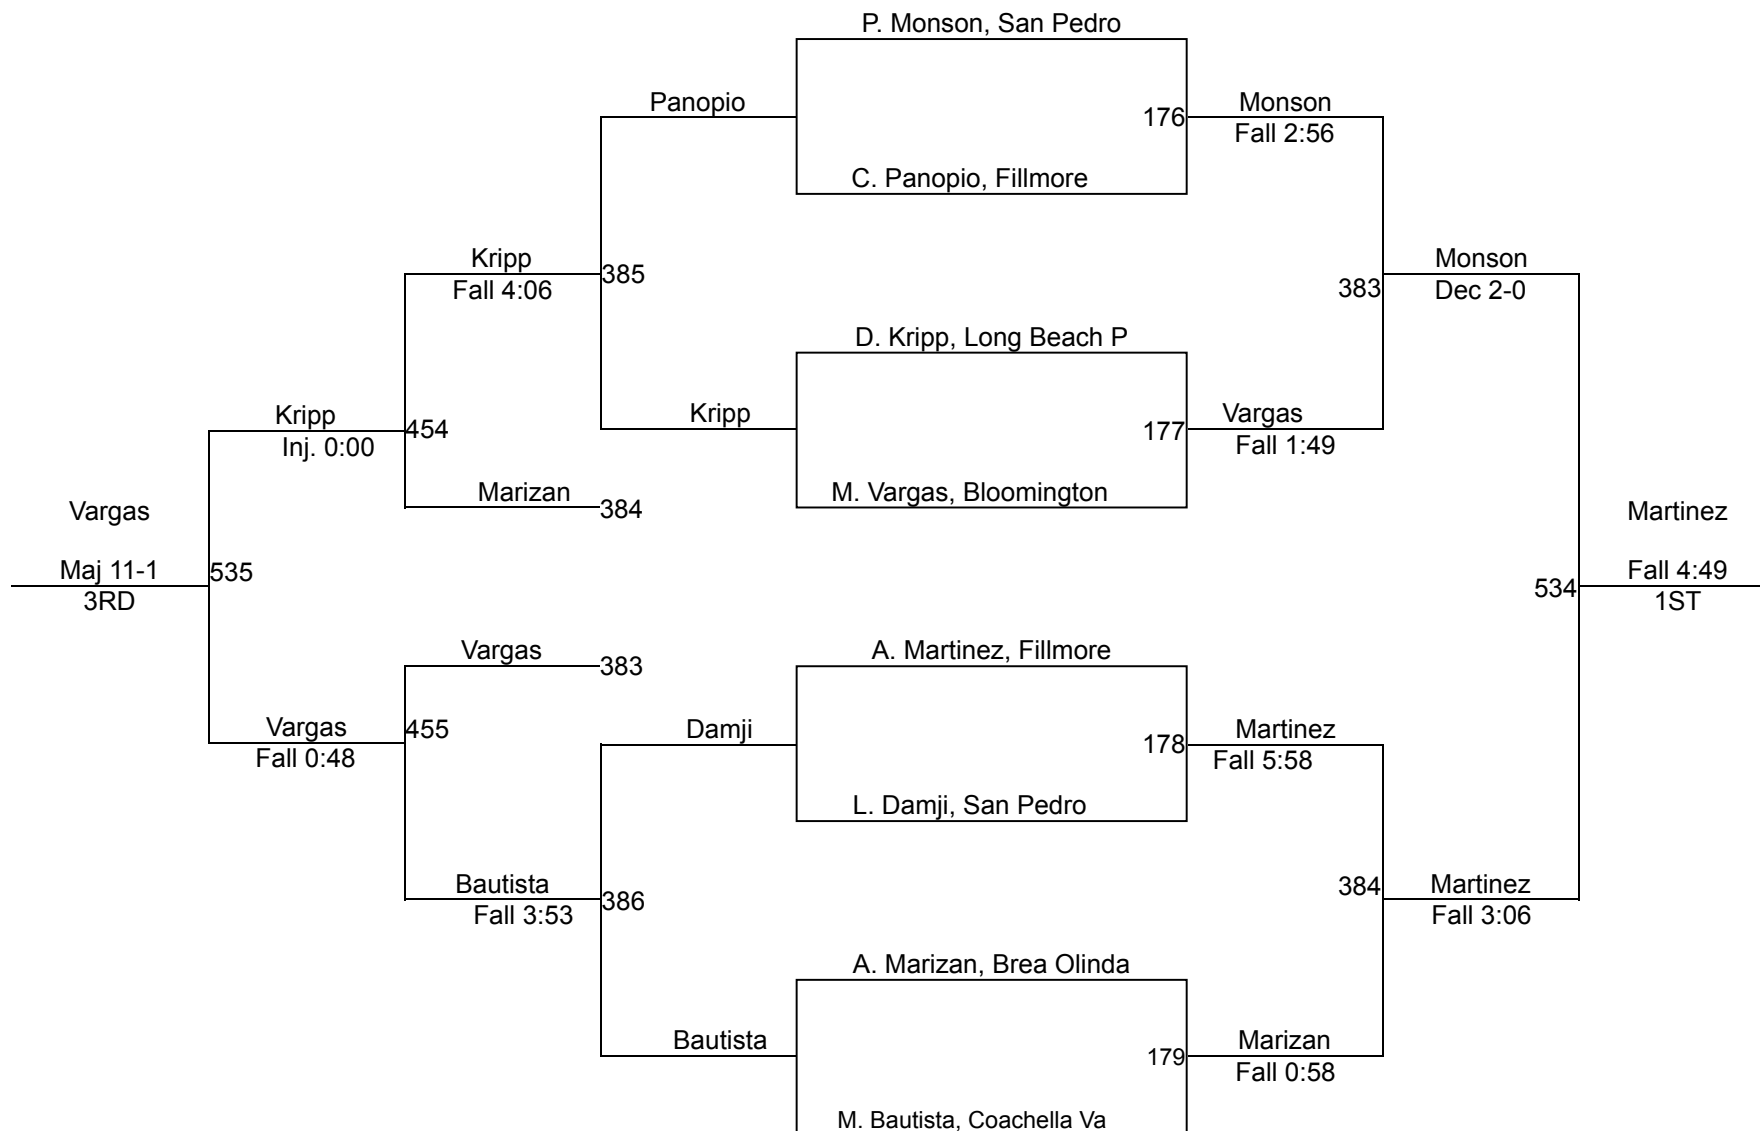 P. Monson, San Pedro
Panopio
176
Monson
Fall 2:56
C. Panopio, Fillmore
Kripp
Fall 4:06
385
383
Monson
Dec 2-0
D. Kripp, Long Beach P
Kripp
Inj. 0:00
454
Kripp
177
Vargas
Fall 1:49
Marizan
384
M. Vargas, Bloomington
Vargas
Maj 11-1
3RD
535
534
Martinez
Fall 4:49
1ST
Vargas
383
A. Martinez, Fillmore
Vargas
Fall 0:48
455
Damji
178
Martinez
Fall 5:58
L. Damji, San Pedro
Bautista
Fall 3:53
386
384
Martinez
Fall 3:06
A. Marizan, Brea Olinda
Bautista
179
Marizan
Fall 0:58
M. Bautista, Coachella Va